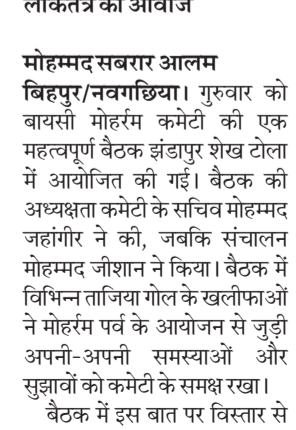 लोकतंत्र की आवाज
मोहम्मद सबरार आलम
बिहपुर/नवगछिया। गुरुवार को
बायसी मोहर्रम कमेटी की एक
महत्वपूर्ण बैठक झंडापुर शेख टोला
में आयोजित की गई। बैठक की
अध्यक्षता कमेटी के सचिव मोहम्मद
जहांगीर ने की, जबकि संचालन
मोहम्मद जीशान ने किया। बैठक में
विभिन्न ताजिया गोल के खलीफाओं
ने मोहर्रम पर्व के आयोजन से जुड़ी
अपनी-अपनी समस्याओं और
सुझावों को कमेटी के समक्ष रखा।
बैठक में इस बात पर विस्तार से